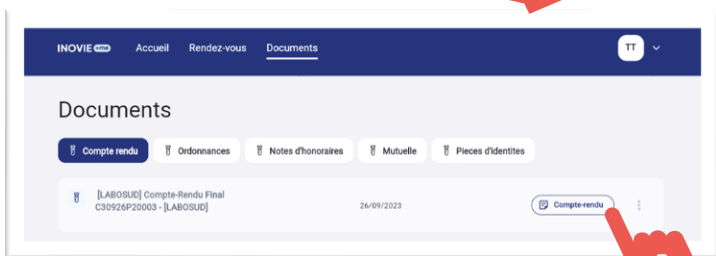 INOVIE +me Accueil Rendez-vous Documents TT
Documents
Compte rendu Ordonnances Notes d'honoraires Mutuelle Pieces d'identites
[LABOSUD] Compte-Rendu Final
C30926P20003 - [LABOSUD] 26/09/2023 Compte-rendu